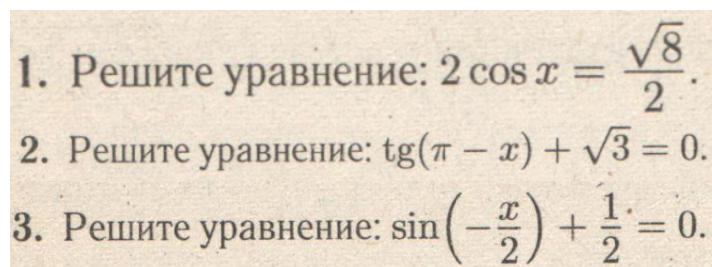 1. Решите уравнение: 2 cos x = √8/2.
2. Решите уравнение: tg(π − x) + √3 = 0.
3. Решите уравнение: sin(−x/2) + 1/2 = 0.